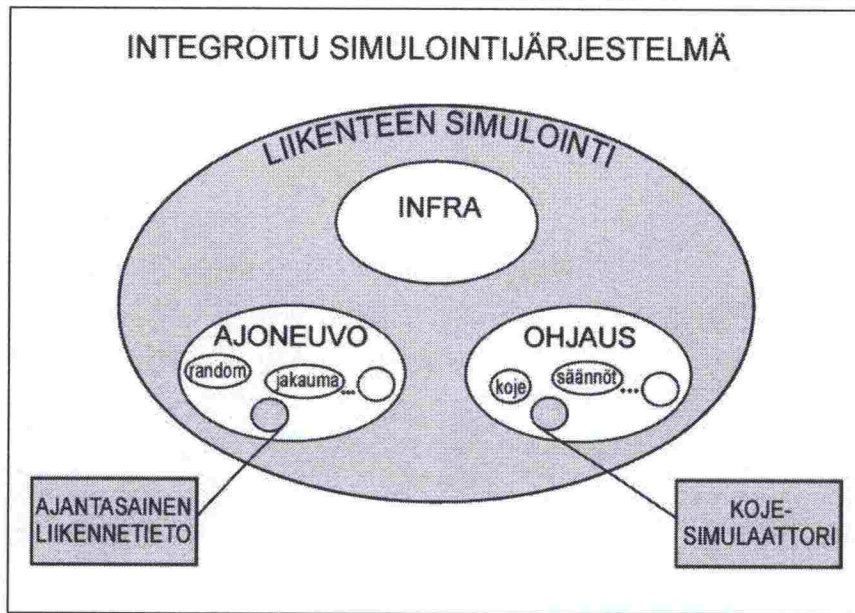 INTEGROITU SIMULOINTIJÄRJESTELMÄ
LIIKENTEEN SIMULOINTI
INFRA
AJONEUVO
random
jakauma...
OHJAUS
koje
säännöt...
AJANTASAINEN
LIIKENNETIETO
KOJE-
SIMULAATTORI